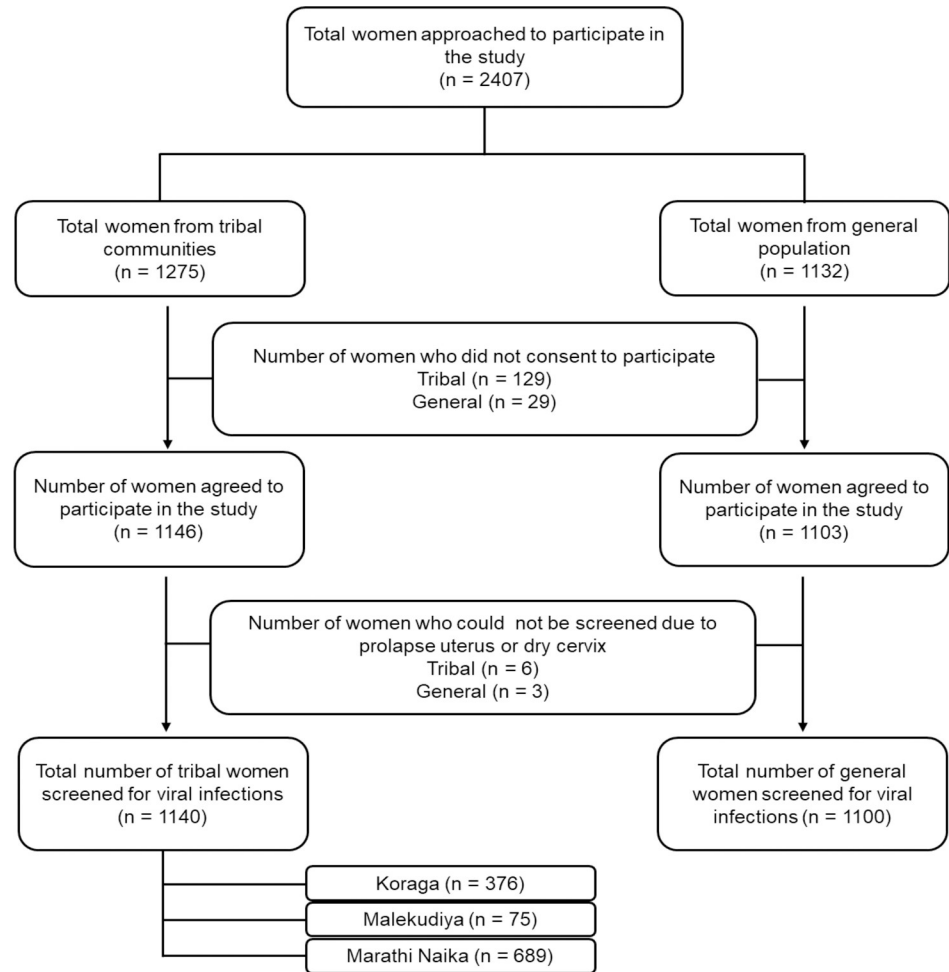 Total women approached to participate in
the study
(n = 2407)
Total women from tribal
communities
(n = 1275)
Total women from general
population
(n = 1132)
Number of women who did not consent to participate
Tribal (n = 129)
General (n = 29)
Number of women agreed to
participate in the study
(n = 1146)
Number of women agreed to
participate in the study
(n = 1103)
Number of women who could not be screened due to
prolapse uterus or dry cervix
Tribal (n = 6)
General (n = 3)
Total number of tribal women
screened for viral infections
(n = 1140)
Total number of general
women screened for viral
infections (n = 1100)
Koraga (n = 376)
Malekudiya (n = 75)
Marathi Naika (n = 689)